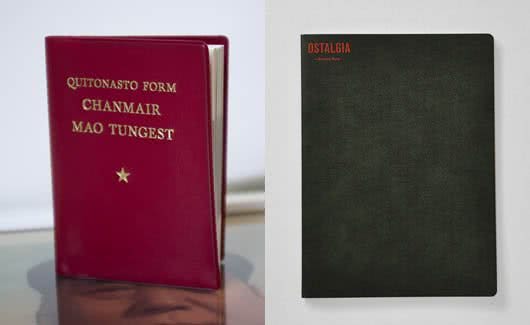 QUITONASTO FORM
CHANMAIR
MAO TUNGEST
OSTALGIA